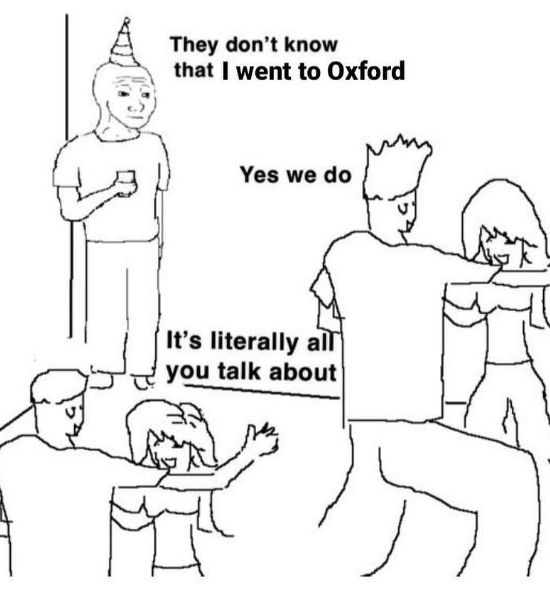 They don't know
that I went to Oxford
Yes we do
It's literally all
you talk about